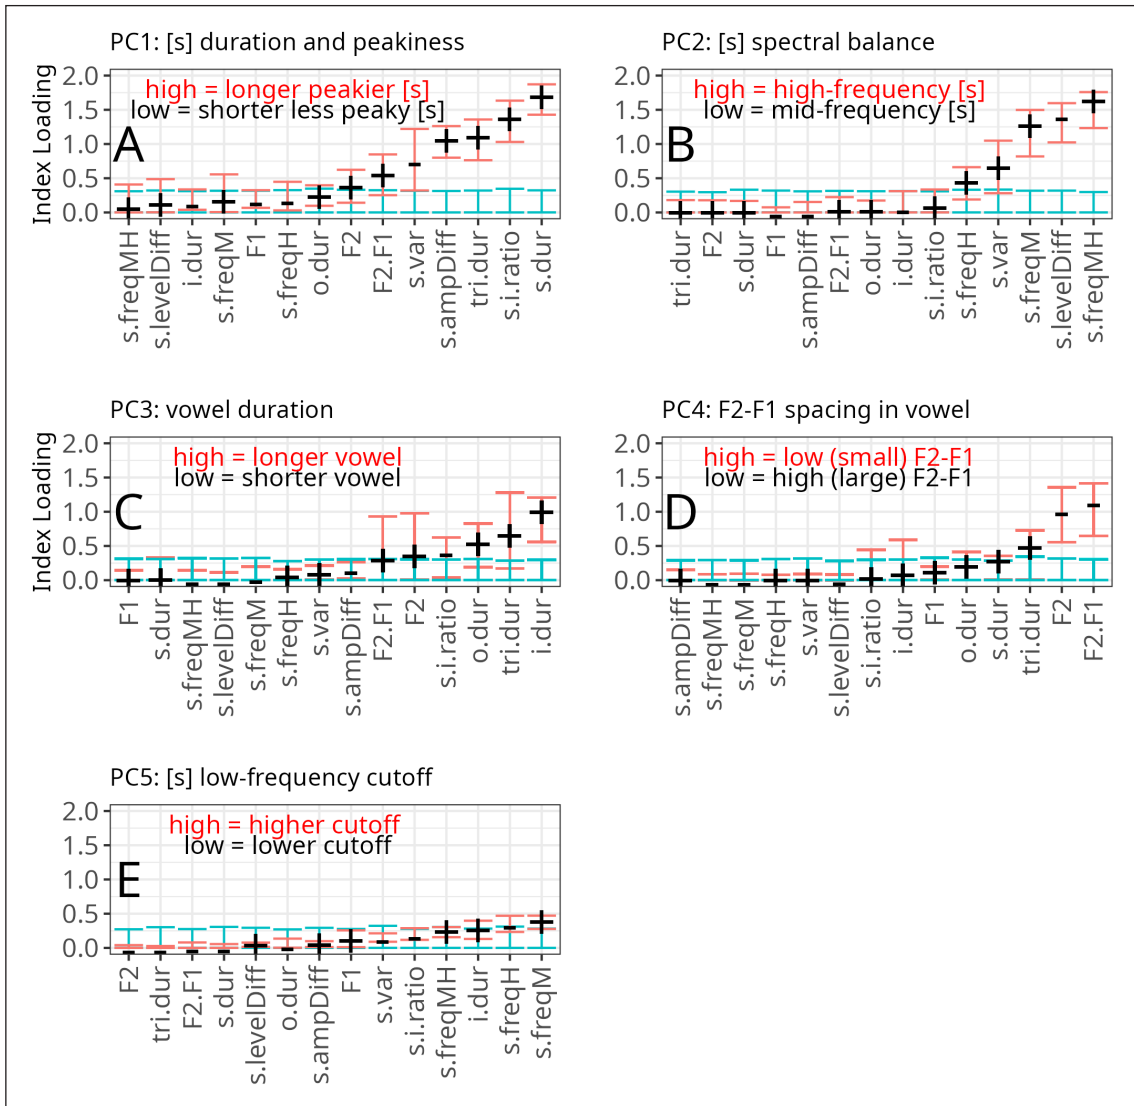 PC1: [s] duration and peakiness
high = longer peakier [s]
low = shorter less peaky [s]
A
Index Loading
2.0
1.5
1.0
0.5
0.0
s.freqMH
s.levelDiff
i.dur
s.freqM
F1
s.freqH
o.dur
F2
F2.F1
s.var
s.ampDiff
tri.dur
s.i.ratio
s.dur
PC2: [s] spectral balance
high = high-frequency [s]
low = mid-frequency [s]
B
2.0
1.5
1.0
0.5
0.0
tri.dur
F2
s.dur
F1
s.ampDiff
F2.F1
o.dur
i.dur
s.i.ratio
s.freqH
s.var
s.freqM
s.levelDiff
s.freqMH
PC3: vowel duration
high = longer vowel
low = shorter vowel
C
Index Loading
2.0
1.5
1.0
0.5
0.0
F1
s.dur
s.freqMH
s.levelDiff
s.freqM
s.freqH
s.var
s.ampDiff
F2.F1
F2
s.i.ratio
o.dur
tri.dur
i.dur
PC4: F2-F1 spacing in vowel
high = low (small) F2-F1
low = high (large) F2-F1
D
2.0
1.5
1.0
0.5
0.0
s.ampDiff
s.freqMH
s.freqM
s.freqH
s.var
s.levelDiff
s.i.ratio
i.dur
F1
o.dur
s.dur
tri.dur
F2
F2.F1
PC5: [s] low-frequency cutoff
high = higher cutoff
low = lower cutoff
E
2.0
1.5
1.0
0.5
0.0
F2
tri.dur
F2.F1
s.dur
s.levelDiff
o.dur
s.ampDiff
F1
s.var
s.i.ratio
s.freqMH
i.dur
s.freqH
s.freqM